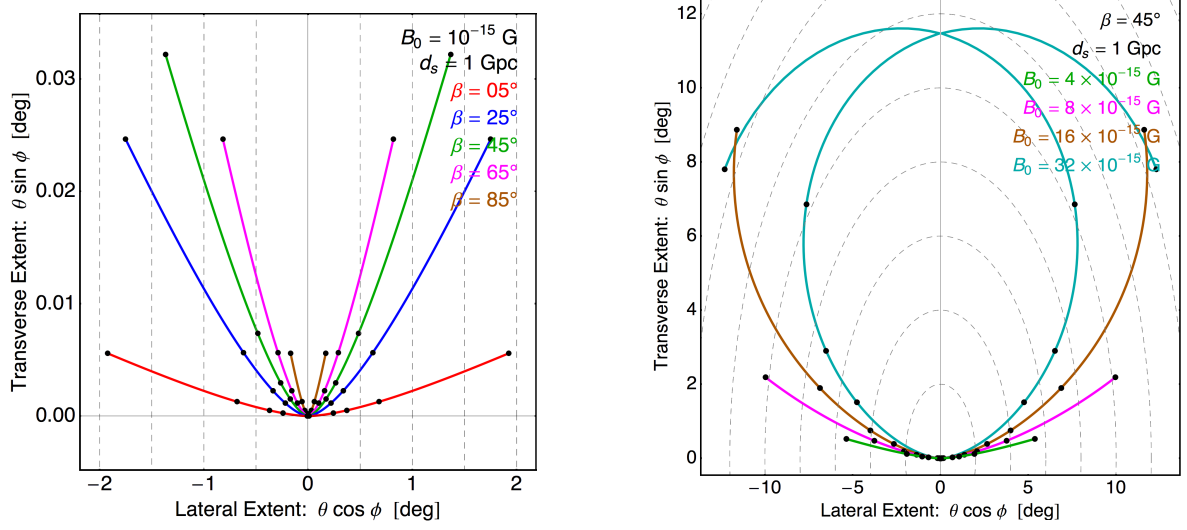 B₀ = 10⁻¹⁵ G
dₛ = 1 Gpc
β = 05°
β = 25°
β = 45°
β = 65°
β = 85°
0.03
0.02
0.01
0.00
−2
−1
0
1
2
Transverse Extent: θ sin ϕ [deg]
Lateral Extent: θ cos ϕ [deg]
β = 45°
dₛ = 1 Gpc
B₀ = 4 × 10⁻¹⁵ G
B₀ = 8 × 10⁻¹⁵ G
B₀ = 16 × 10⁻¹⁵ G
B₀ = 32 × 10⁻¹⁵ G
12
10
8
6
4
2
0
−10
−5
0
5
10
Transverse Extent: θ sin ϕ [deg]
Lateral Extent: θ cos ϕ [deg]